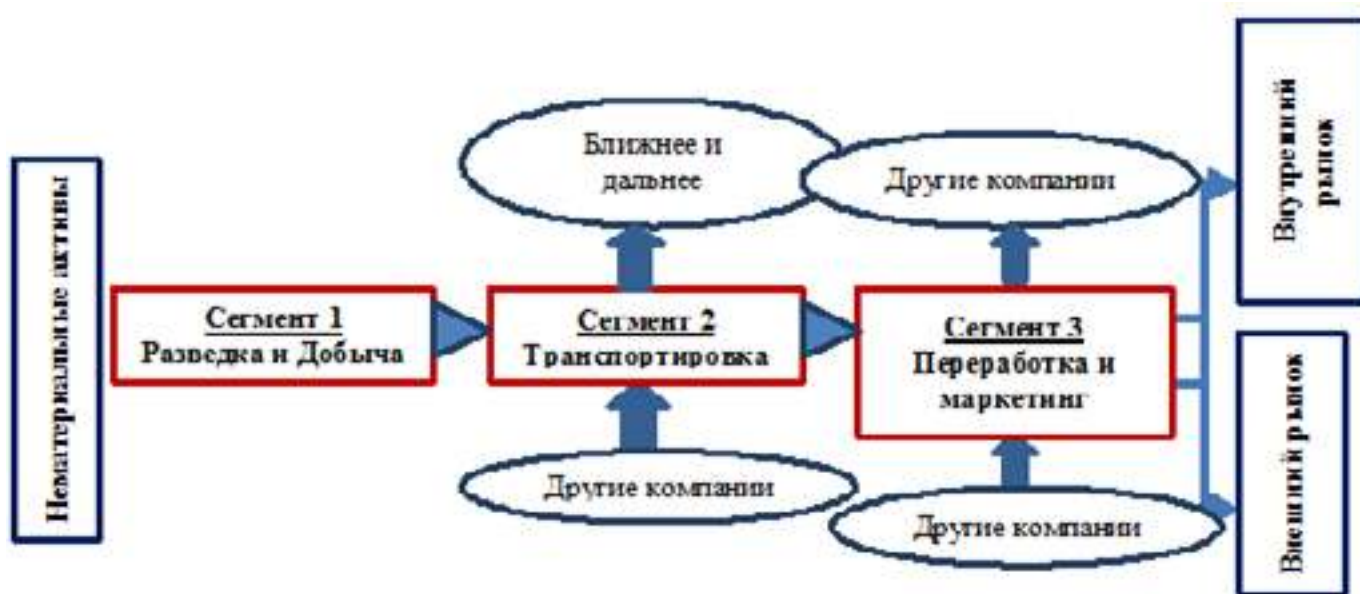 Нематериальные активы
Сегмент 1
Разведка и Добыча
Ближнее и
дальнее
Сегмент 2
Транспортировка
Другие компании
Другие компании
Сегмент 3
Переработка и
маркетинг
Другие компании
Внутренний
рынок
Внешний рынок